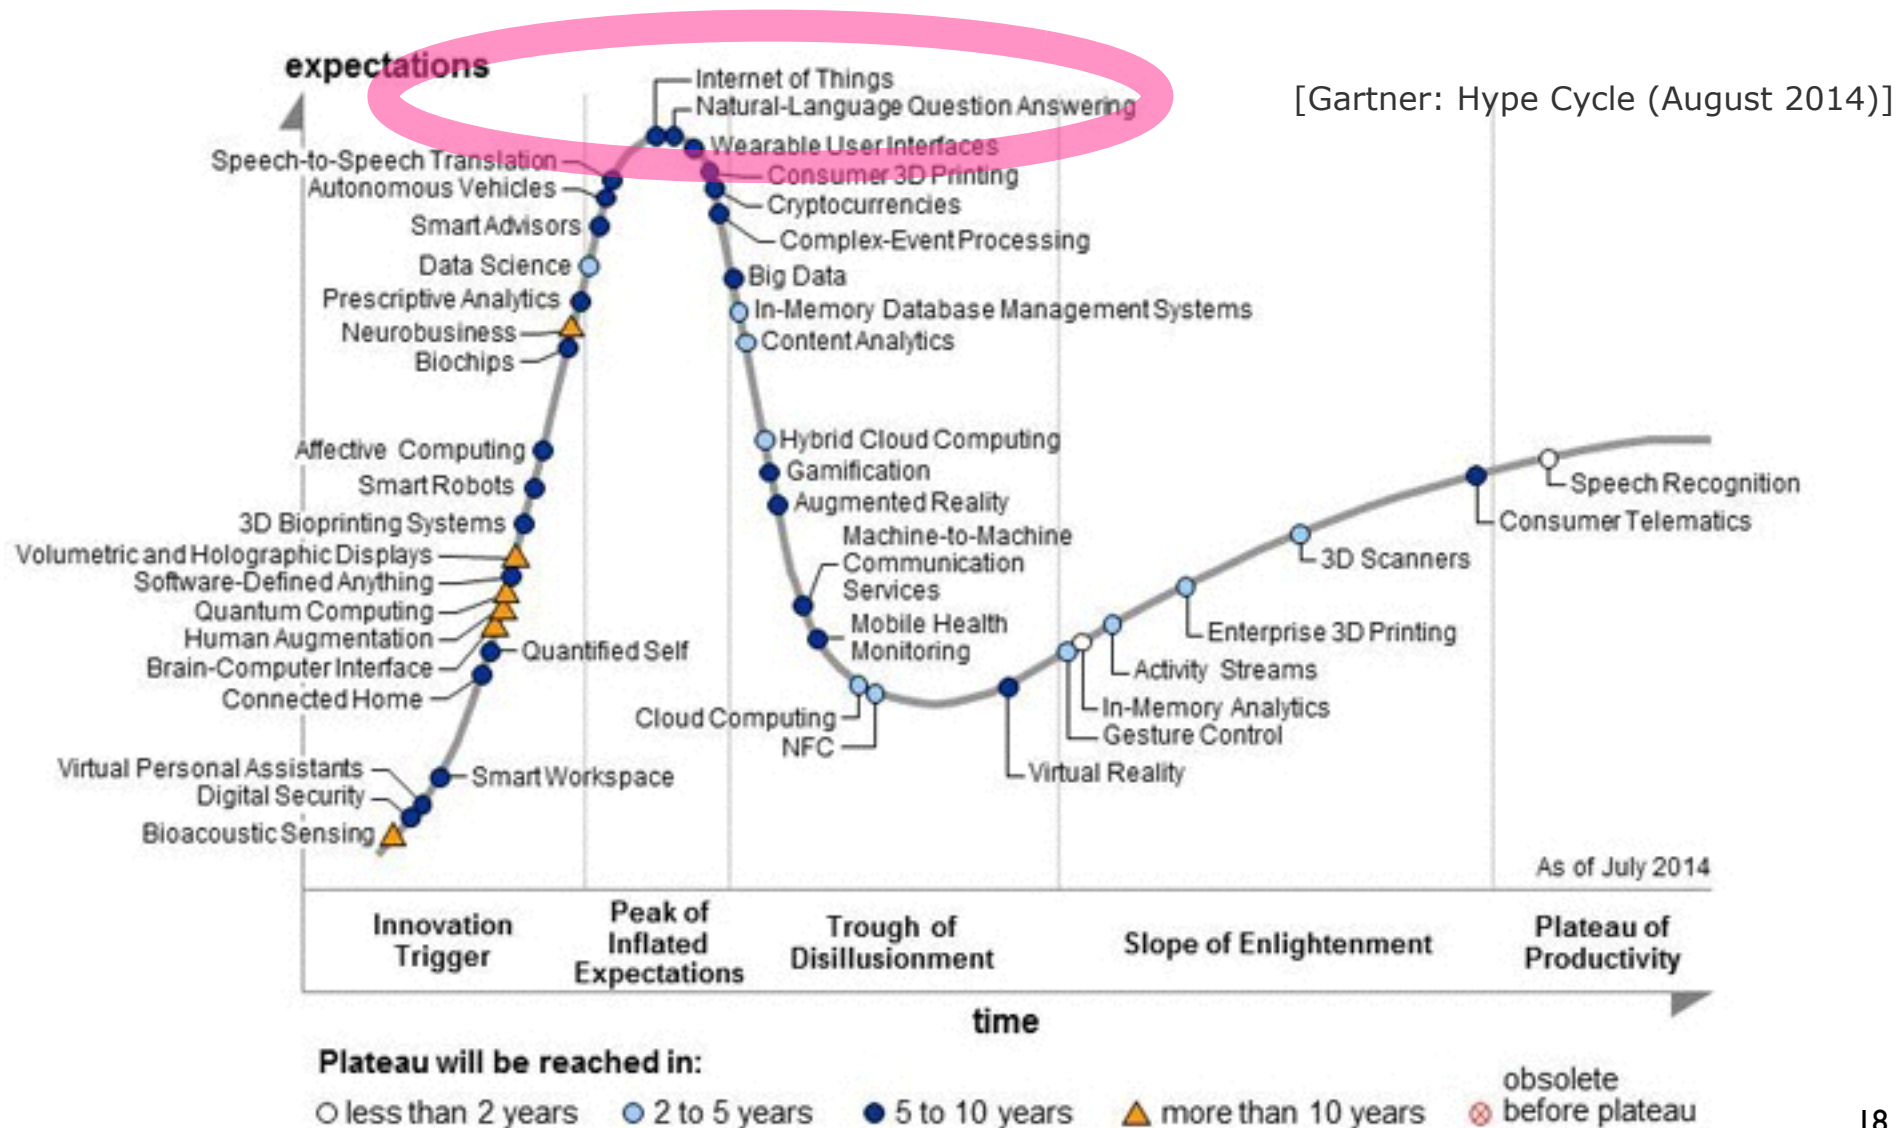 expectations
Internet of Things
Natural-Language Question Answering
[Gartner: Hype Cycle (August 2014)]
Wearable User Interfaces
Speech-to-Speech Translation
Consumer 3D Printing
Autonomous Vehicles
Cryptocurrencies
Smart Advisors
Complex-Event Processing
Data Science
Big Data
Prescriptive Analytics
In-Memory Database Management Systems
Neurobusiness
Content Analytics
Biochips
Hybrid Cloud Computing
Affective Computing
Gamification
Smart Robots
Augmented Reality
3D Bioprinting Systems
Machine-to-Machine
Communication
Services
Volumetric and Holographic Displays
Software-Defined Anything
Quantum Computing
Human Augmentation
Mobile Health
Monitoring
Quantified Self
Brain-Computer Interface
Connected Home
Cloud Computing
NFC
Virtual Personal Assistants
Smart Workspace
Digital Security
Bioacoustic Sensing
Speech Recognition
Consumer Telematics
3D Scanners
Enterprise 3D Printing
Activity Streams
In-Memory Analytics
Gesture Control
Virtual Reality
As of July 2014
Innovation
Trigger
Peak of
Inflated
Expectations
Trough of
Disillusionment
Slope of Enlightenment
Plateau of
Productivity
time
Plateau will be reached in:
less than 2 years
2 to 5 years
5 to 10 years
more than 10 years
obsolete
before plateau
18